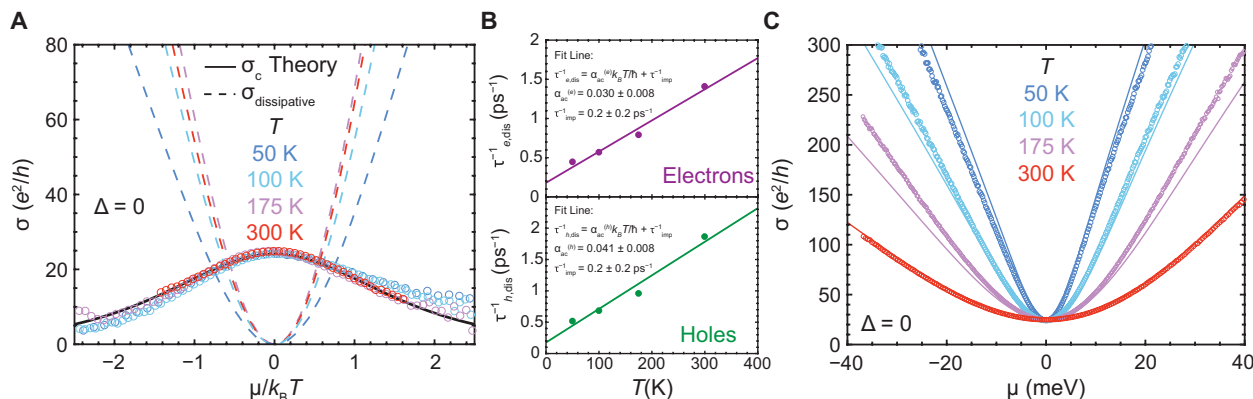 A
80
60
40
20
0
σ (e²/h)
σc Theory
σdissipative
T
50 K
100 K
175 K
300 K
Δ = 0
−2
−1
0
1
2
μ/kBT
B
2
1.5
1
0.5
0
τ⁻¹e,dis (ps⁻¹)
Fit Line:
τ⁻¹e,dis = αac⁽ᵉ⁾kBT/ħ + τ⁻¹imp
αac⁽ᵉ⁾ = 0.030 ± 0.008
τ⁻¹imp = 0.2 ± 0.2 ps⁻¹
Electrons
2
1.5
1
0.5
0
τ⁻¹h,dis (ps⁻¹)
Fit Line:
τ⁻¹h,dis = αac⁽ʰ⁾kBT/ħ + τ⁻¹imp
αac⁽ʰ⁾ = 0.041 ± 0.008
τ⁻¹imp = 0.2 ± 0.2 ps⁻¹
Holes
0
100
200
300
400
T(K)
C
300
250
200
150
100
50
0
σ (e²/h)
T
50 K
100 K
175 K
300 K
Δ = 0
−40
−20
0
20
40
μ (meV)